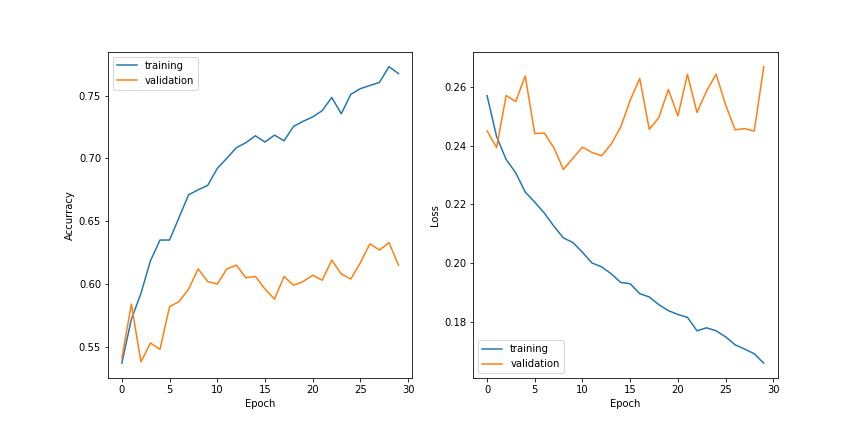 training
validation
0.75
0.70
0.65
0.60
0.55
Accurracy
0 5 10 15 20 25 30
Epoch
0.26
0.24
0.22
0.20
0.18
Loss
training
validation
0 5 10 15 20 25 30
Epoch